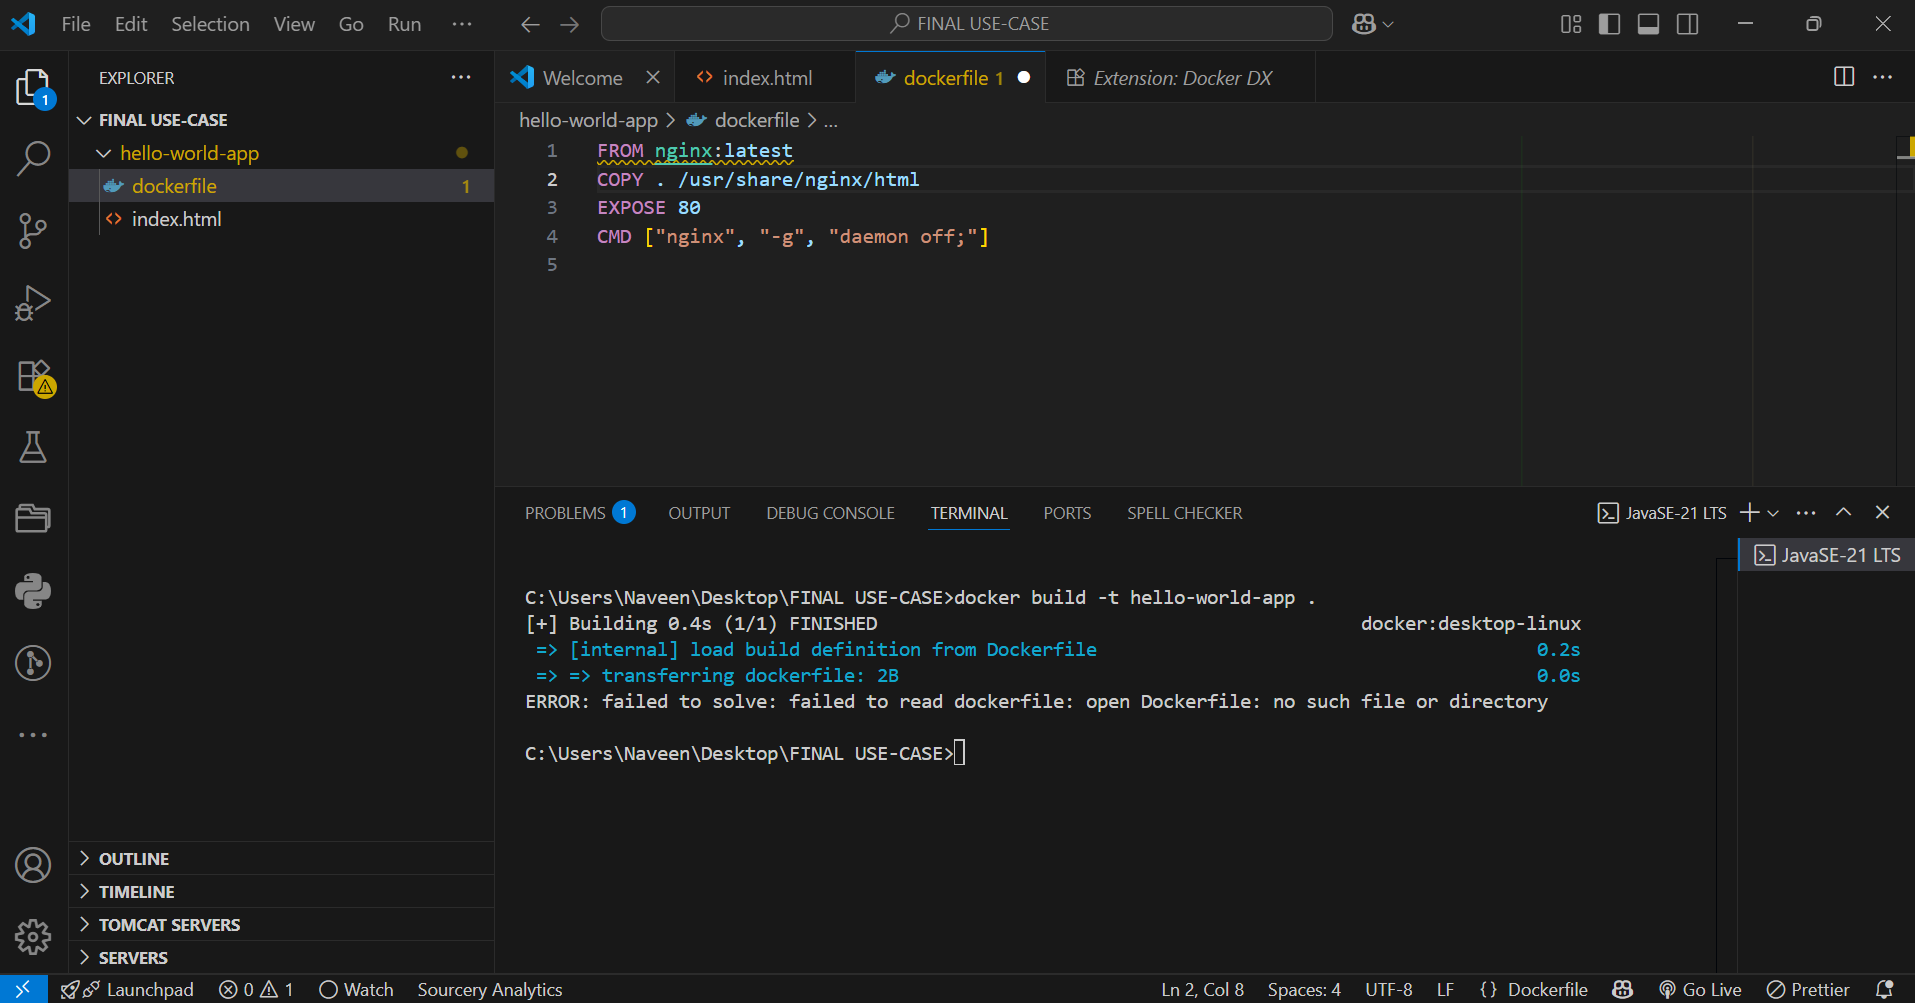 File Edit Selection View Go Run ···
FINAL USE-CASE
EXPLORER ···
1
FINAL USE-CASE
hello-world-app
dockerfile 1
index.html
Welcome
index.html
dockerfile 1
Extension: Docker DX
···
hello-world-app > dockerfile > ...
1 FROM nginx:latest
2 COPY . /usr/share/nginx/html
3 EXPOSE 80
4 CMD ["nginx", "-g", "daemon off;"]
5
PROBLEMS 1 OUTPUT DEBUG CONSOLE TERMINAL PORTS SPELL CHECKER
JavaSE-21 LTS
JavaSE-21 LTS
C:\Users\Naveen\Desktop\FINAL USE-CASE>docker build -t hello-world-app .
[+] Building 0.4s (1/1) FINISHED docker:desktop-linux
=> [internal] load build definition from Dockerfile 0.2s
=> => transferring dockerfile: 2B 0.0s
ERROR: failed to solve: failed to read dockerfile: open Dockerfile: no such file or directory
C:\Users\Naveen\Desktop\FINAL USE-CASE>
OUTLINE
TIMELINE
TOMCAT SERVERS
SERVERS
Launchpad 0 1 Watch Sourcery Analytics Ln 2, Col 8 Spaces: 4 UTF-8 LF {} Dockerfile Go Live Prettier